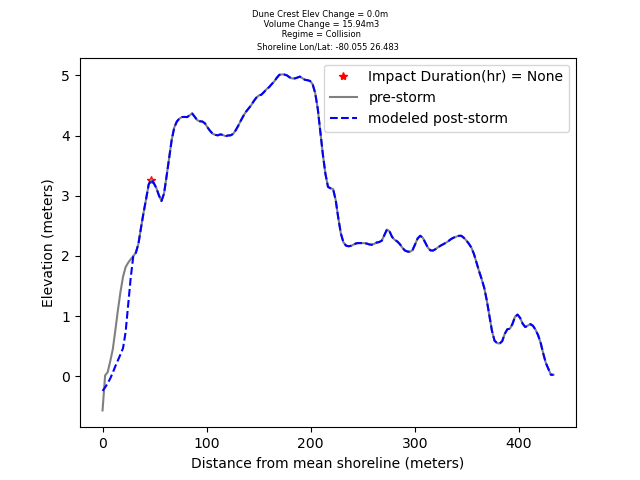 Dune Crest Elev Change = 0.0m
Volume Change = 15.94m3
Regime = Collision
Shoreline Lon/Lat: -80.055 26.483
Impact Duration(hr) = None
pre-storm
modeled post-storm
Elevation (meters)
5
4
3
2
1
0
0 100 200 300 400
Distance from mean shoreline (meters)